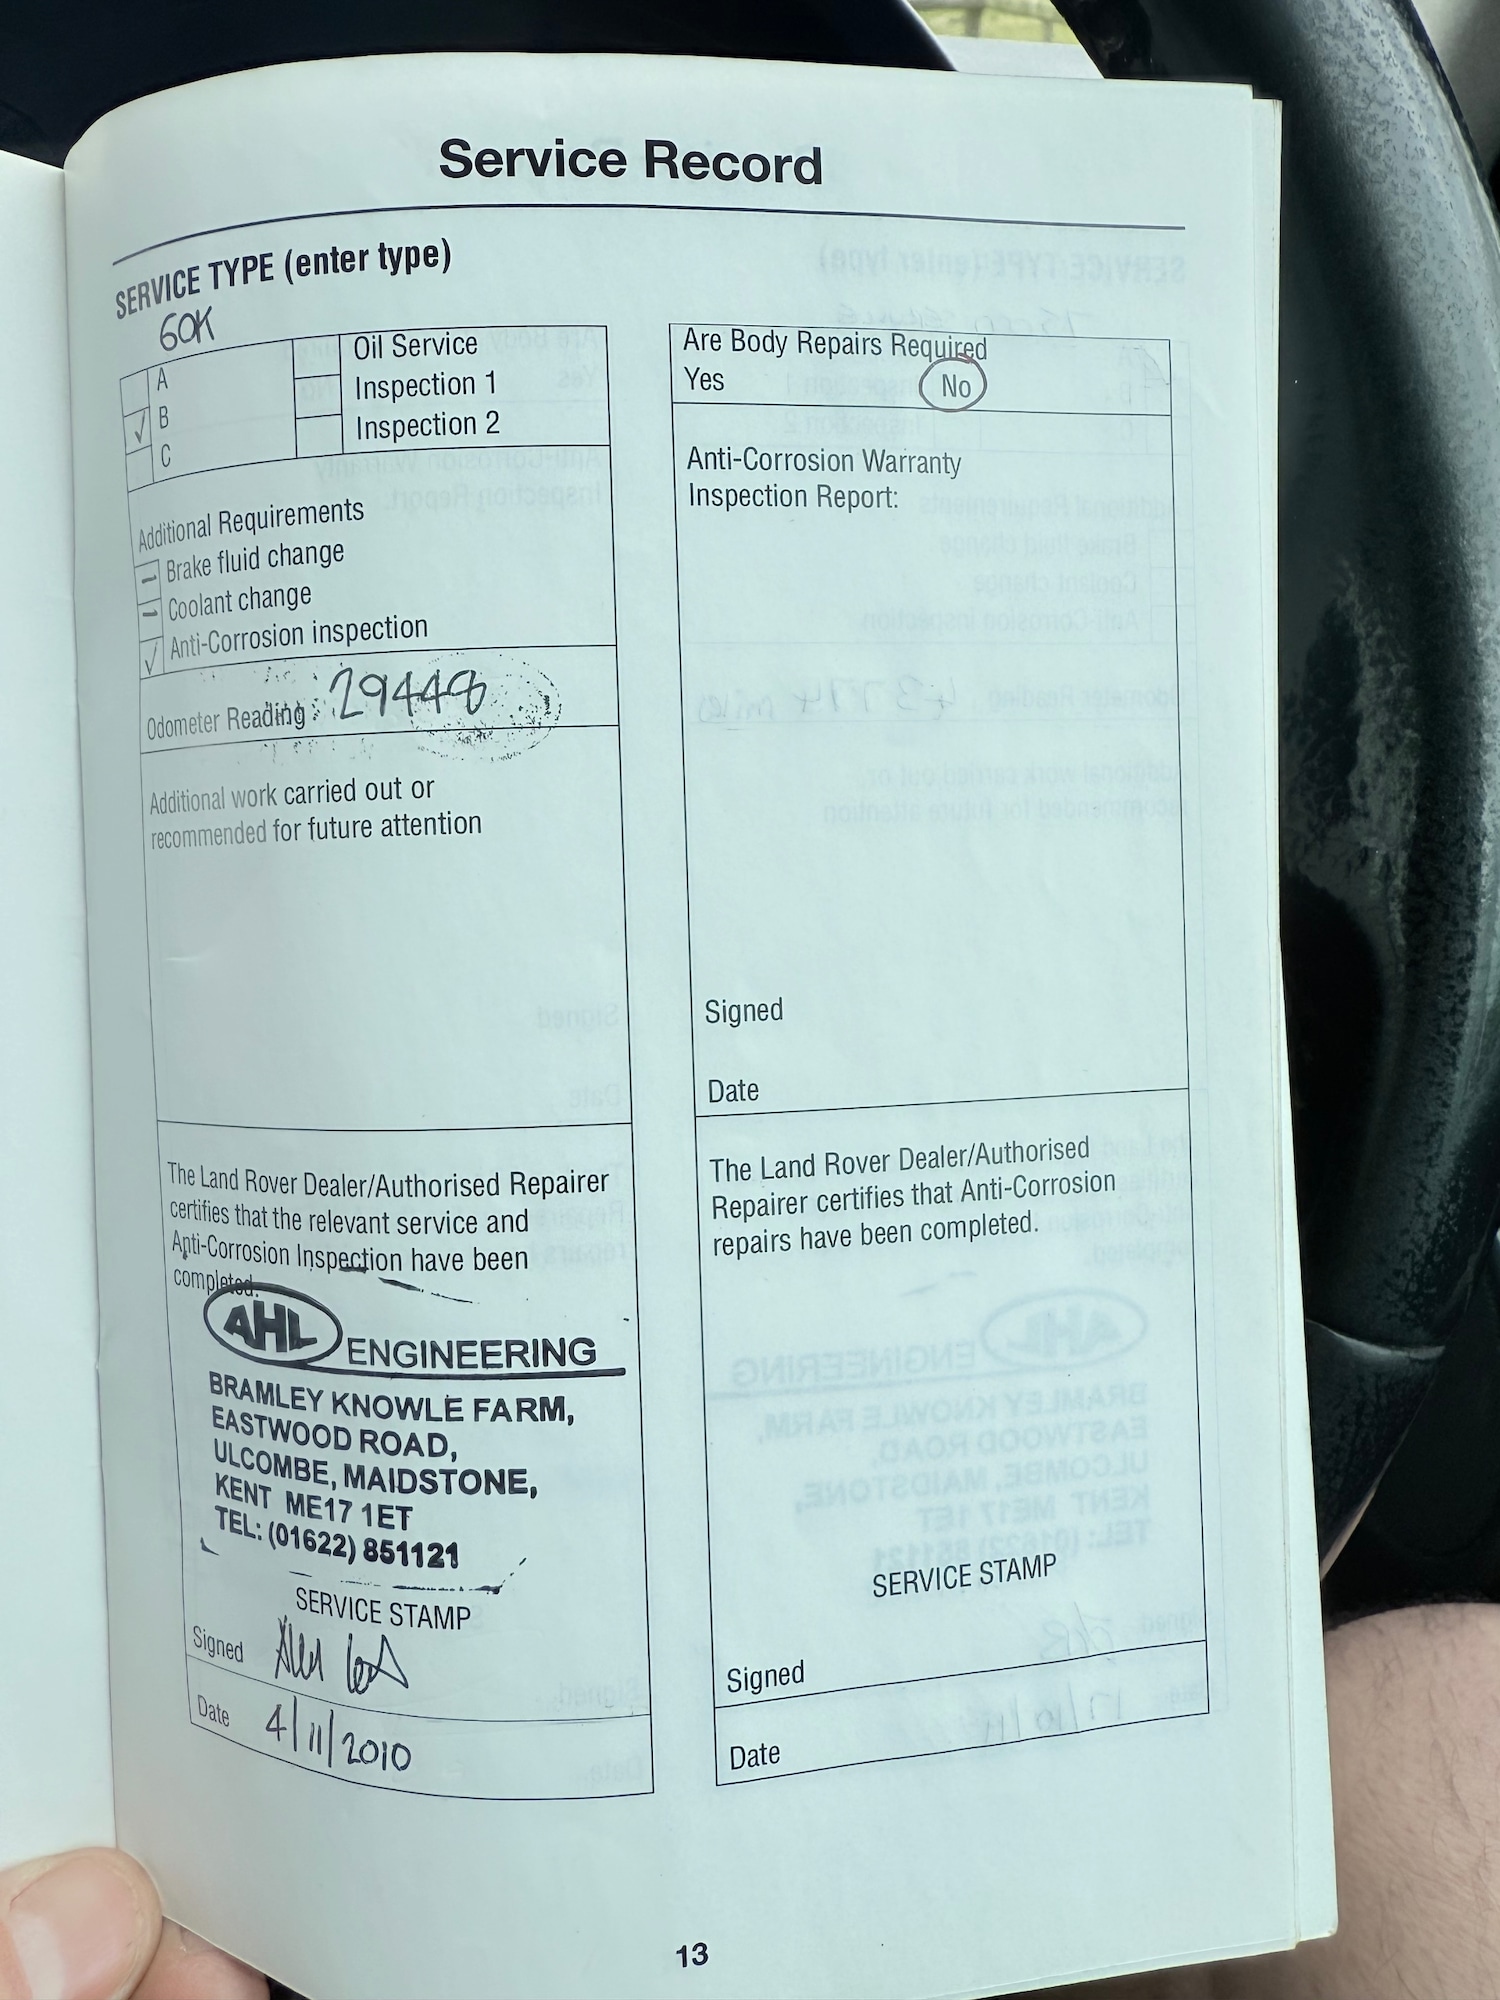 Service Record
SERVICE TYPE (enter type)
60K
A
✓ B
C
Oil Service
Inspection 1
Inspection 2
Additional Requirements
– Brake fluid change
– Coolant change
✓ Anti-Corrosion inspection
Odometer Reading: 29448
Additional work carried out or
recommended for future attention
The Land Rover Dealer/Authorised Repairer
certifies that the relevant service and
Anti-Corrosion Inspection have been
completed.
AHL ENGINEERING
BRAMLEY KNOWLE FARM,
EASTWOOD ROAD,
ULCOMBE, MAIDSTONE,
KENT ME17 1ET
TEL: (01622) 851121
SERVICE STAMP
Signed
Date 4/11/2010
Are Body Repairs Required
Yes No
Anti-Corrosion Warranty
Inspection Report:
Signed
Date
The Land Rover Dealer/Authorised
Repairer certifies that Anti-Corrosion
repairs have been completed.
SERVICE STAMP
Signed
Date
13